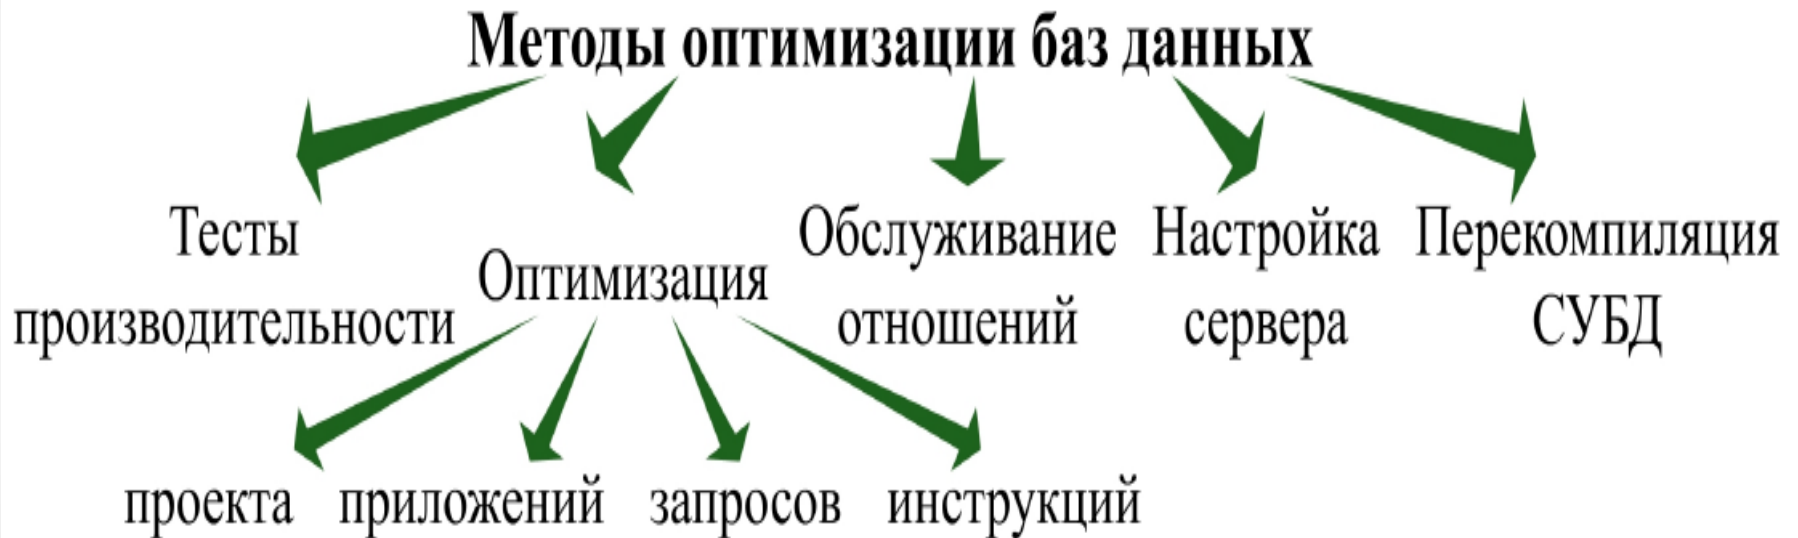 Методы оптимизации баз данных
Тесты
производительности
Оптимизация
Обслуживание
отношений
Настройка
сервера
Перекомпиляция
СУБД
проекта
приложений
запросов
инструкций